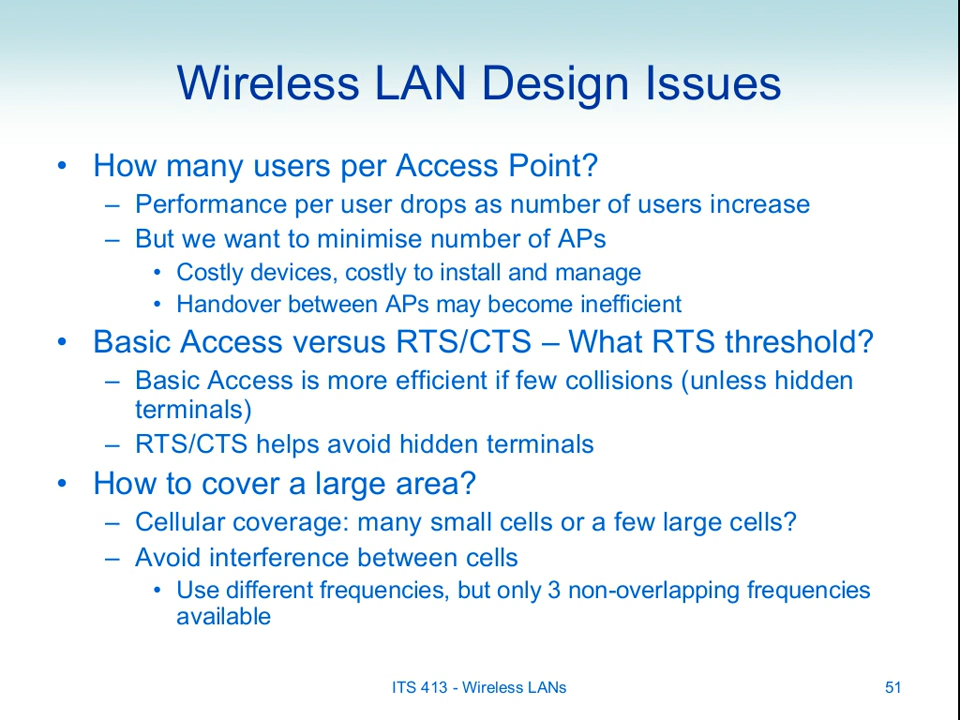 Wireless LAN Design Issues
• How many users per Access Point?
– Performance per user drops as number of users increase
– But we want to minimise number of APs
• Costly devices, costly to install and manage
• Handover between APs may become inefficient
• Basic Access versus RTS/CTS – What RTS threshold?
– Basic Access is more efficient if few collisions (unless hidden
terminals)
– RTS/CTS helps avoid hidden terminals
• How to cover a large area?
– Cellular coverage: many small cells or a few large cells?
– Avoid interference between cells
• Use different frequencies, but only 3 non-overlapping frequencies
available
ITS 413 - Wireless LANs
51